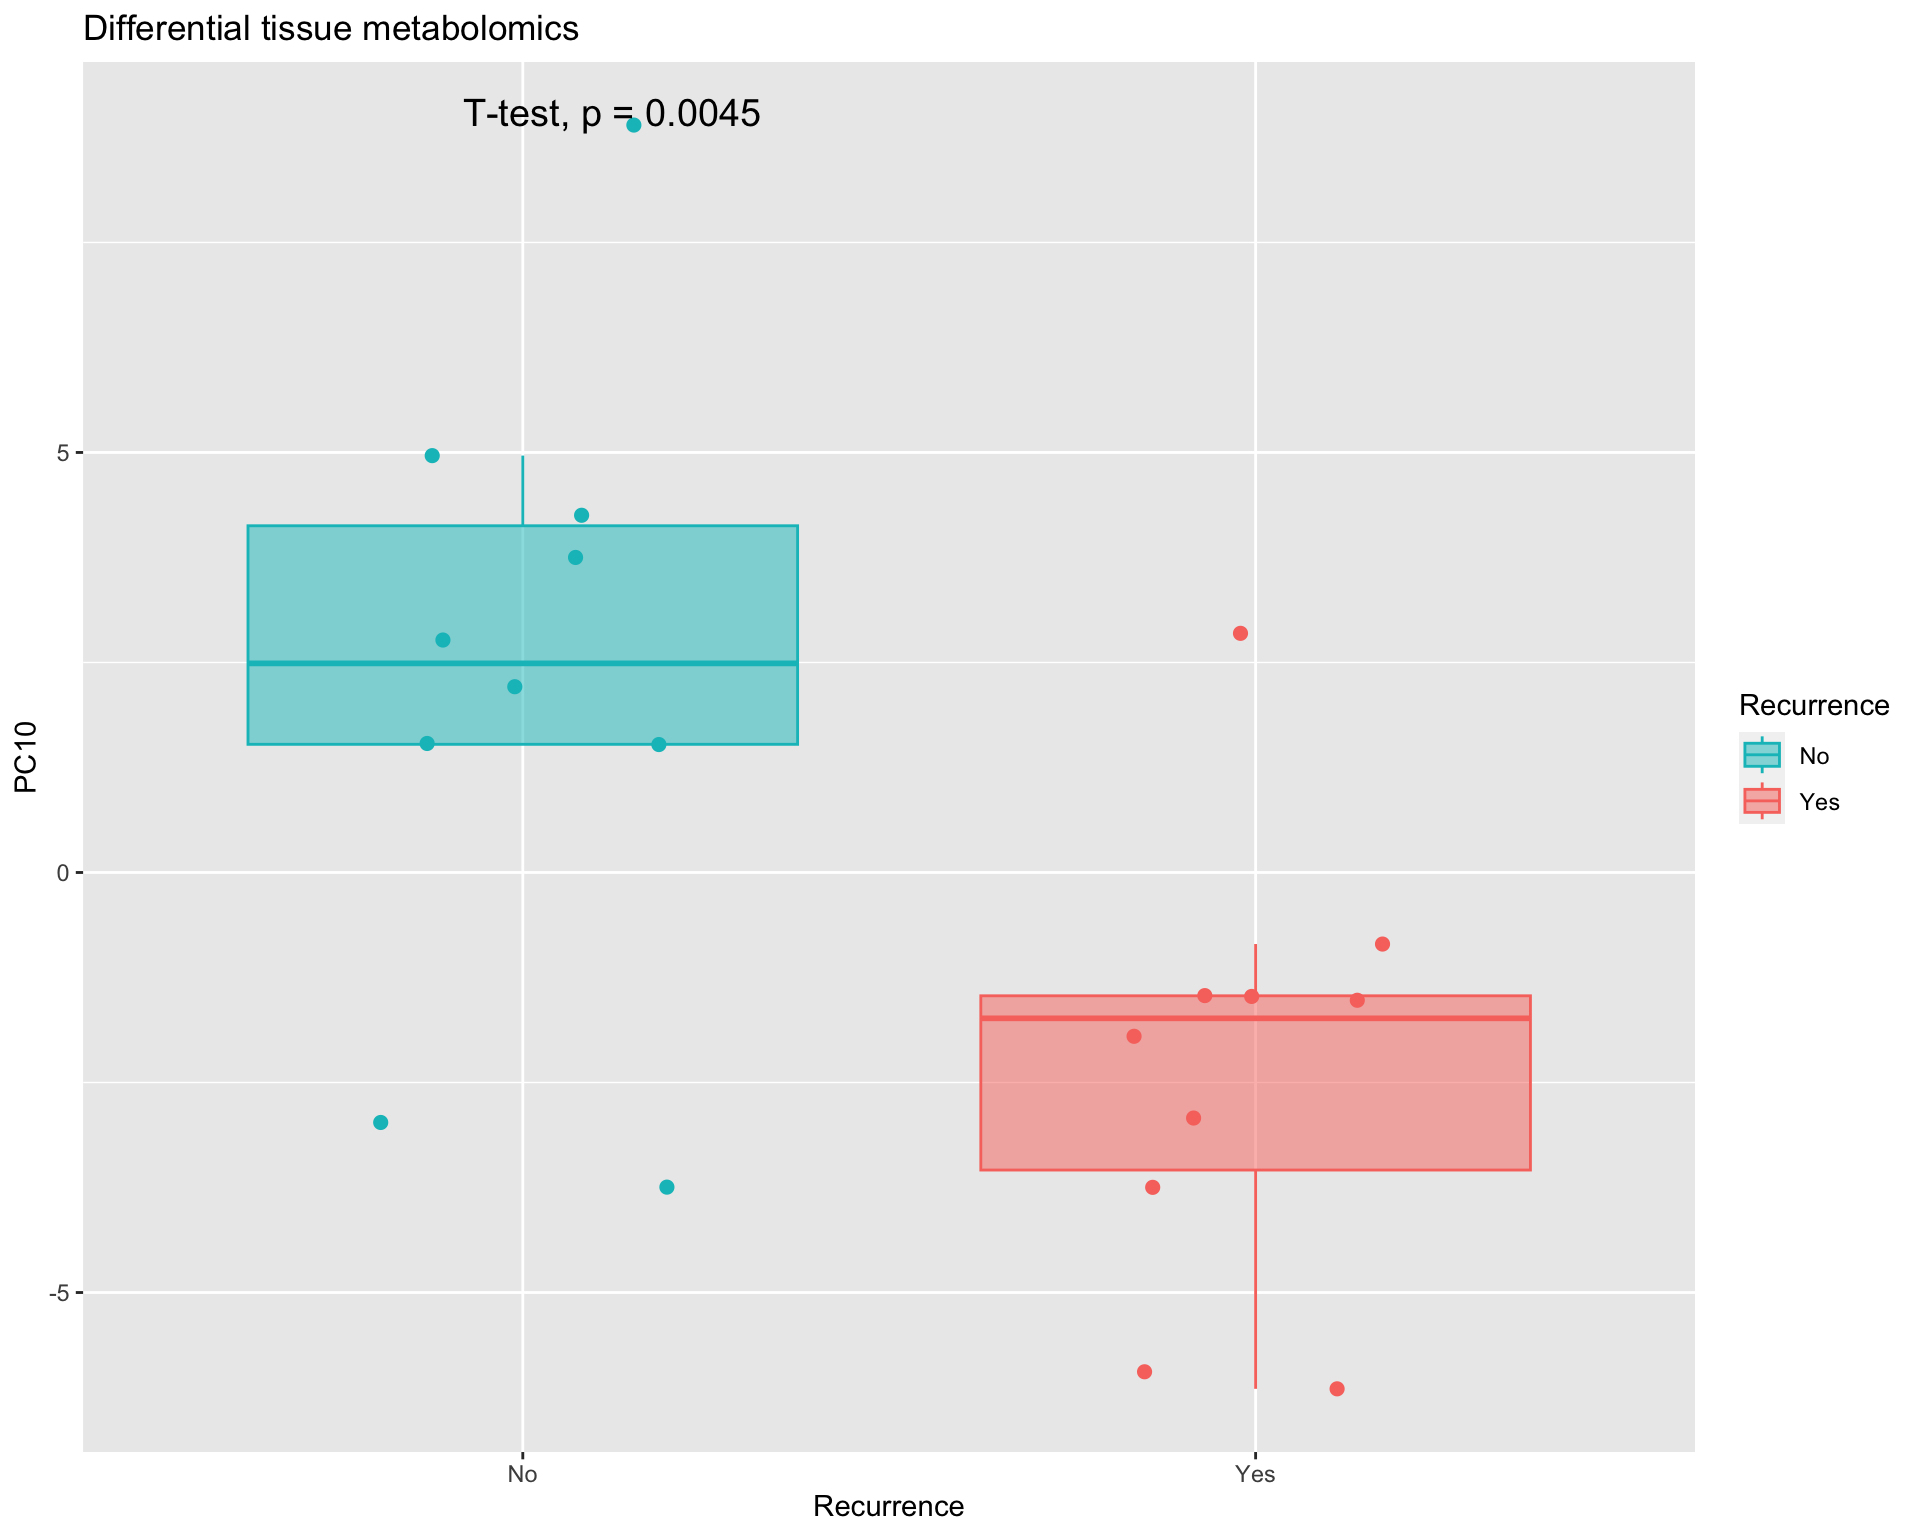 Differential tissue metabolomics
T-test, p = 0.0045
5
0
-5
PC10
No
Yes
Recurrence
Recurrence
No
Yes